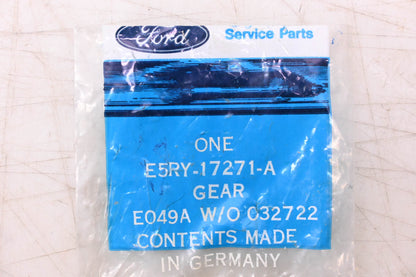 Ford
Service Parts
ONE
E5RY-17271-A
GEAR
E049A W/O 032722
CONTENTS MADE
IN GERMANY